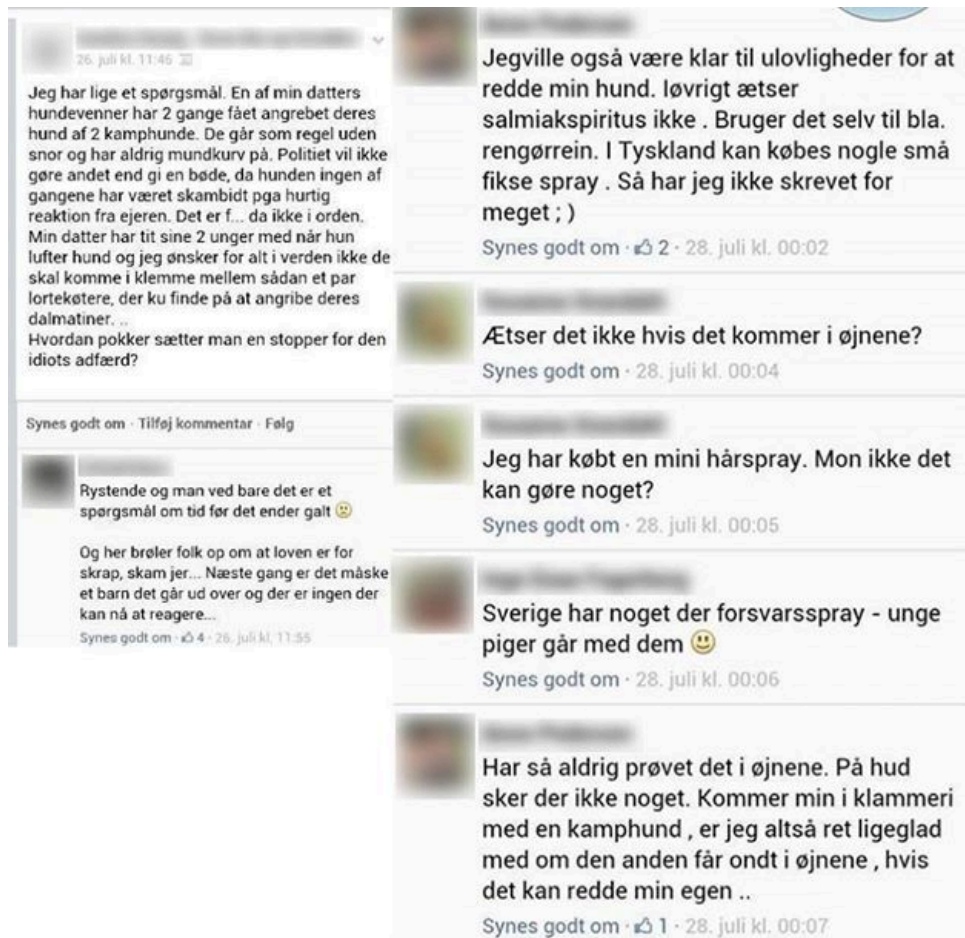 26. juli kl. 11:46
Jeg har lige et spørgsmål. En af min datters
hundevenner har 2 gange fået angrebet deres
hund af 2 kamphunde. De går som regel uden
snor og har aldrig mundkurv på. Politiet vil ikke
gøre andet end gi en bøde, da hunden ingen af
gangene har været skambidt pga hurtig
reaktion fra ejeren. Det er f... da ikke i orden.
Min datter har tit sine 2 unger med når hun
lufter hund og jeg ønsker for alt i verden ikke de
skal komme i klemme mellem sådan et par
lortekøtere, der ku finde på at angribe deres
dalmatiner. ..
Hvordan pokker sætter man en stopper for den
idiots adfærd?
Synes godt om · Tilføj kommentar · Følg
Rystende og man ved bare det er et
spørgsmål om tid før det ender galt
Og her brøler folk op om at loven er for
skrap, skam jer... Næste gang er det måske
et barn det går ud over og der er ingen der
kan nå at reagere...
Synes godt om · 4 · 26. juli kl. 11:55
Jegville også være klar til ulovligheder for at
redde min hund. Iøvrigt ætser
salmiakspiritus ikke . Bruger det selv til bla.
rengørrein. I Tyskland kan købes nogle små
fikse spray . Så har jeg ikke skrevet for
meget ; )
Synes godt om · 2 · 28. juli kl. 00:02
Ætser det ikke hvis det kommer i øjnene?
Synes godt om · 28. juli kl. 00:04
Jeg har købt en mini hårspray. Mon ikke det
kan gøre noget?
Synes godt om · 28. juli kl. 00:05
Sverige har noget der forsvarsspray - unge
piger går med dem
Synes godt om · 28. juli kl. 00:06
Har så aldrig prøvet det i øjnene. På hud
sker der ikke noget. Kommer min i klammeri
med en kamphund , er jeg altså ret ligeglad
med om den anden får ondt i øjnene , hvis
det kan redde min egen ..
Synes godt om · 1 · 28. juli kl. 00:07